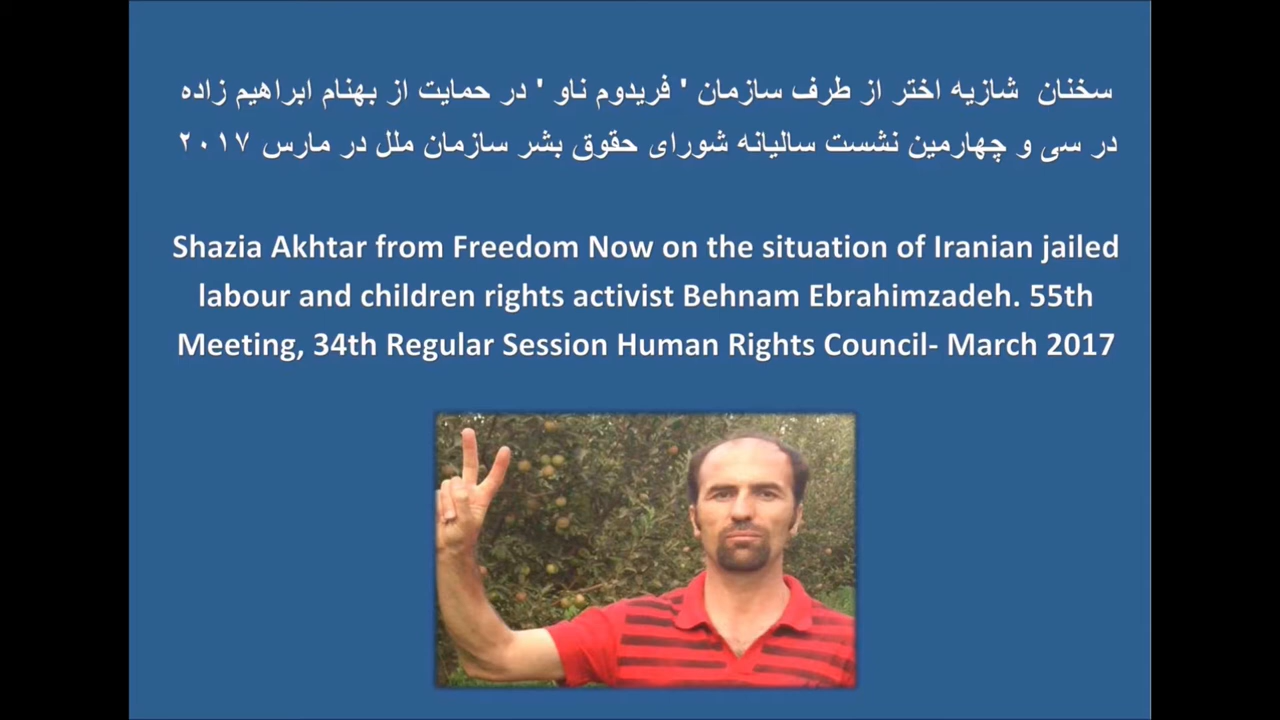 سخنان شازیه اختر از طرف سازمان ' فریدوم ناو ' در حمایت از بهنام ابراهیم زاده
در سی و چهارمین نشست سالیانه شورای حقوق بشر سازمان ملل در مارس ۲۰۱۷
Shazia Akhtar from Freedom Now on the situation of Iranian jailed
labour and children rights activist Behnam Ebrahimzadeh. 55th
Meeting, 34th Regular Session Human Rights Council- March 2017